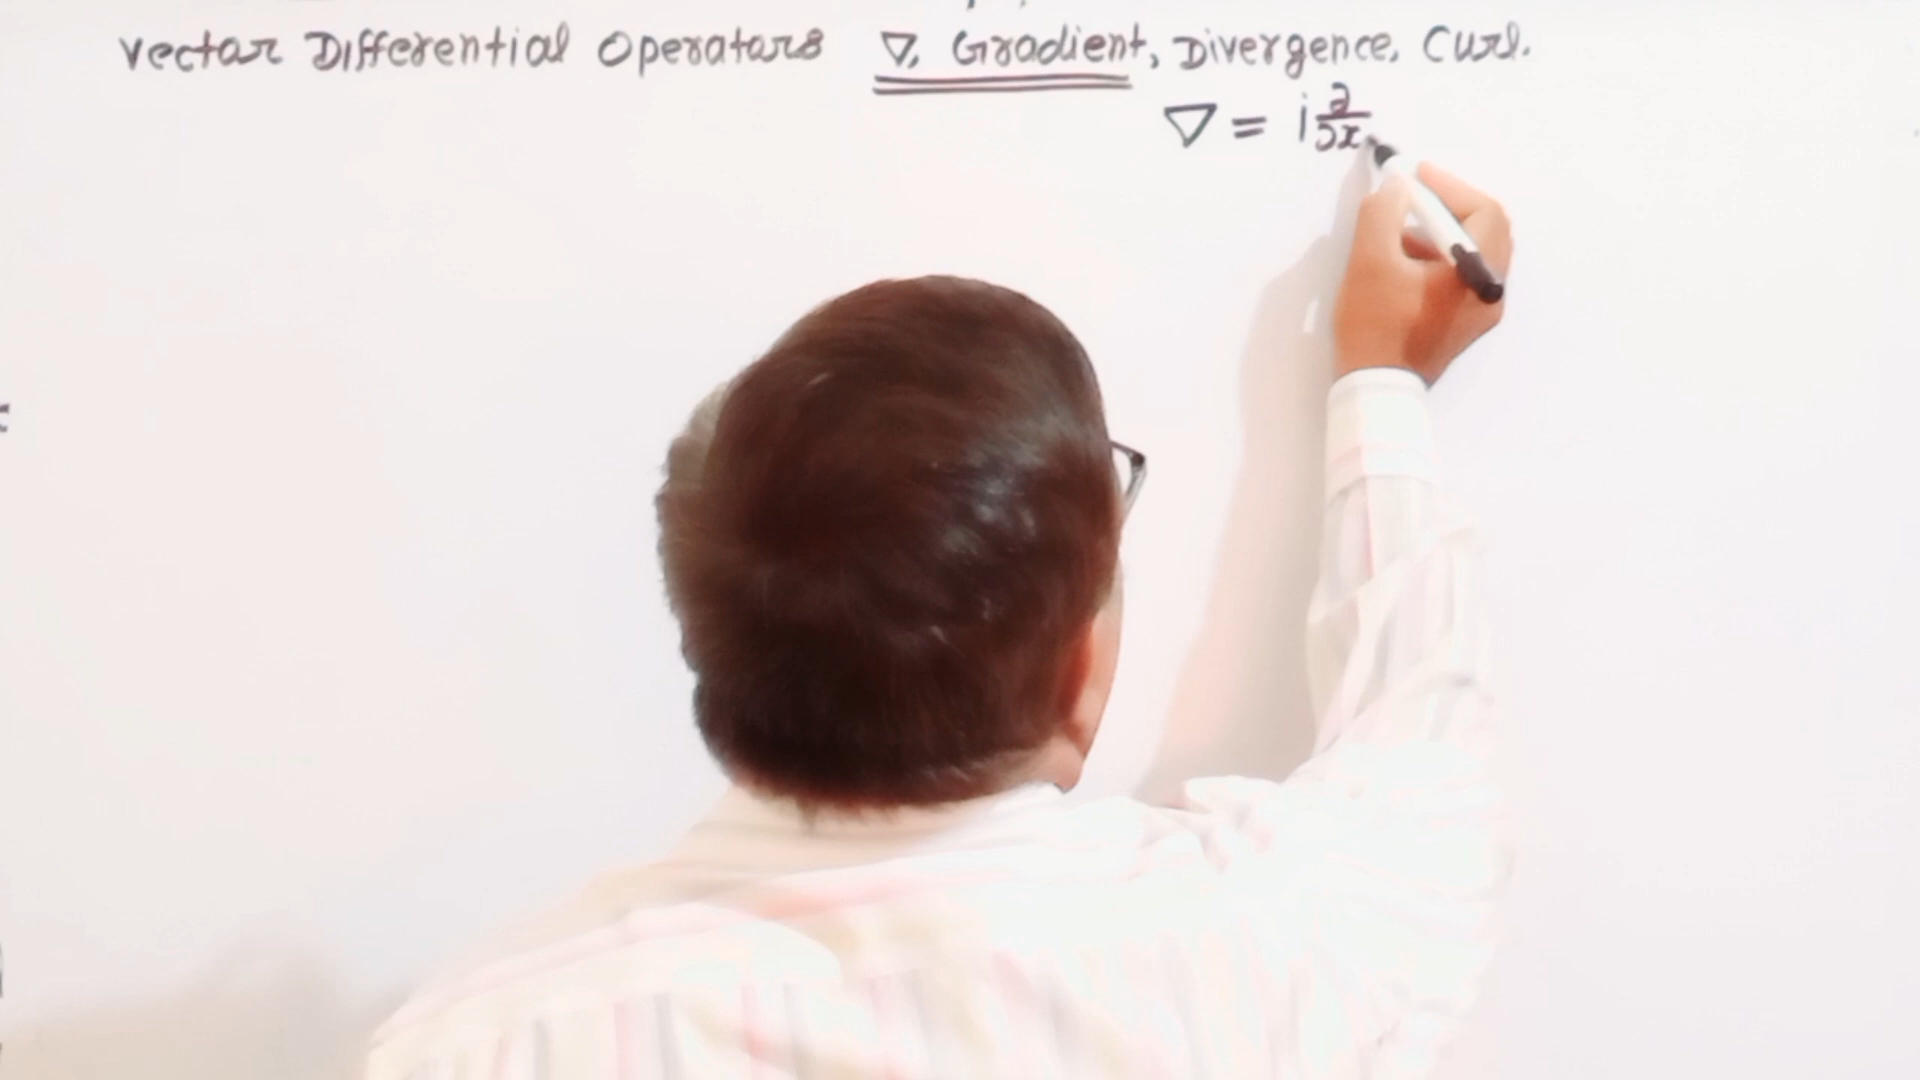 Vector Differential Operators ∇, Gradient, Divergence, Curl.
∇ = i ∂/∂x